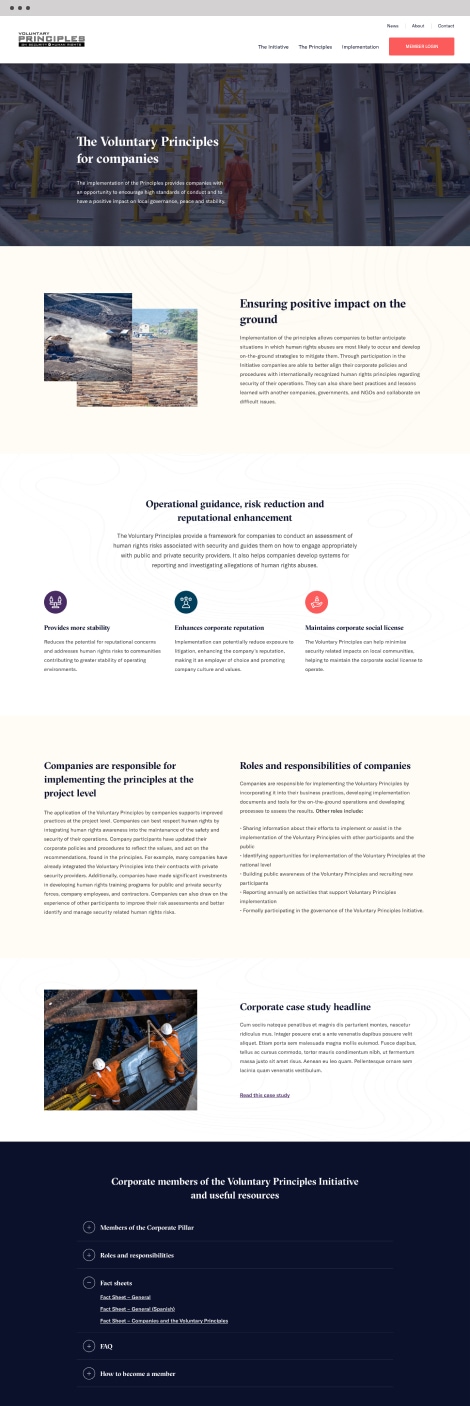 News
About
Contact
VOLUNTARY
PRINCIPLES
ON SECURITY & HUMAN RIGHTS
The Initiative
The Principles
Implementation
MEMBER LOGIN
The Voluntary Principles
for companies
The implementation of the Principles provides companies with
an opportunity to encourage high standards of conduct and to
have a positive impact on local governance, peace and stability.
Ensuring positive impact on the
ground
Implementation of the principles allows companies to better anticipate
situations in which human rights abuses are most likely to occur and develop
on-the-ground strategies to mitigate them. Through participation in the
Initiative companies are able to better align their corporate policies and
procedures with internationally recognized human rights principles regarding
security of their operations. They can also share best practices and lessons
learned with another companies, governments, and NGOs and collaborate on
difficult issues.
Operational guidance, risk reduction and
reputational enhancement
The Voluntary Principles provide a framework for companies to conduct an assessment of
human rights risks associated with security and guides them on how to engage appropriately
with public and private security providers. It also helps companies develop systems for
reporting and investigating allegations of human rights abuses.
Provides more stability
Reduces the potential for reputational concerns
and addresses human rights risks to communities
contributing to greater stability of operating
environments.
Enhances corporate reputation
Implementation can potentially reduce exposure to
litigation, enhancing the company's reputation,
making it an employer of choice and promoting
company culture and values.
Maintains corporate social license
The Voluntary Principles can help minimise
security related impacts on local communities,
helping to maintain the corporate social license to
operate.
Companies are responsible for
implementing the principles at the
project level
The application of the Voluntary Principles by companies supports improved
practices at the project level. Companies can best respect human rights by
integrating human rights awareness into the maintenance of the safety and
security of their operations. Company participants have updated their
corporate policies and procedures to reflect the values, and act on the
recommendations, found in the principles. For example, many companies have
already integrated the Voluntary Principles into their contracts with private
security providers. Additionally, companies have made significant investments
in developing human rights training programs for public and private security
forces, company employees, and contractors. Companies can also draw on the
experience of other participants to improve their risk assessments and better
identify and manage security related human rights risks.
Roles and responsibilities of companies
Companies are responsible for implementing the Voluntary Principles by
incorporating it into their business practices, developing implementation
documents and tools for the on-the-ground operations and developing
processes to assess the results. Other roles include:
- Sharing information about their efforts to implement or assist in the
implementation of the Voluntary Principles with other participants and the
public
- Identifying opportunities for implementation of the Voluntary Principles at the
national level
- Building public awareness of the Voluntary Principles and recruiting new
participants
- Reporting annually on activities that support Voluntary Principles
implementation
- Formally participating in the governance of the Voluntary Principles Initiative.
Corporate case study headline
Cum sociis natoque penatibus et magnis dis parturient montes, nascetur
ridiculus mus. Integer posuere erat a ante venenatis dapibus posuere velit
aliquet. Etiam porta sem malesuada magna mollis euismod. Fusce dapibus,
tellus ac cursus commodo, tortor mauris condimentum nibh, ut fermentum
massa justo sit amet risus. Aenean eu leo quam. Pellentesque ornare sem
lacinia quam venenatis vestibulum.
Read this case study
Corporate members of the Voluntary Principles Initiative
and useful resources
Members of the Corporate Pillar
Roles and responsibilities
Fact sheets
Fact Sheet – General
Fact Sheet – General (Spanish)
Fact Sheet – Companies and the Voluntary Principles
FAQ
How to become a member